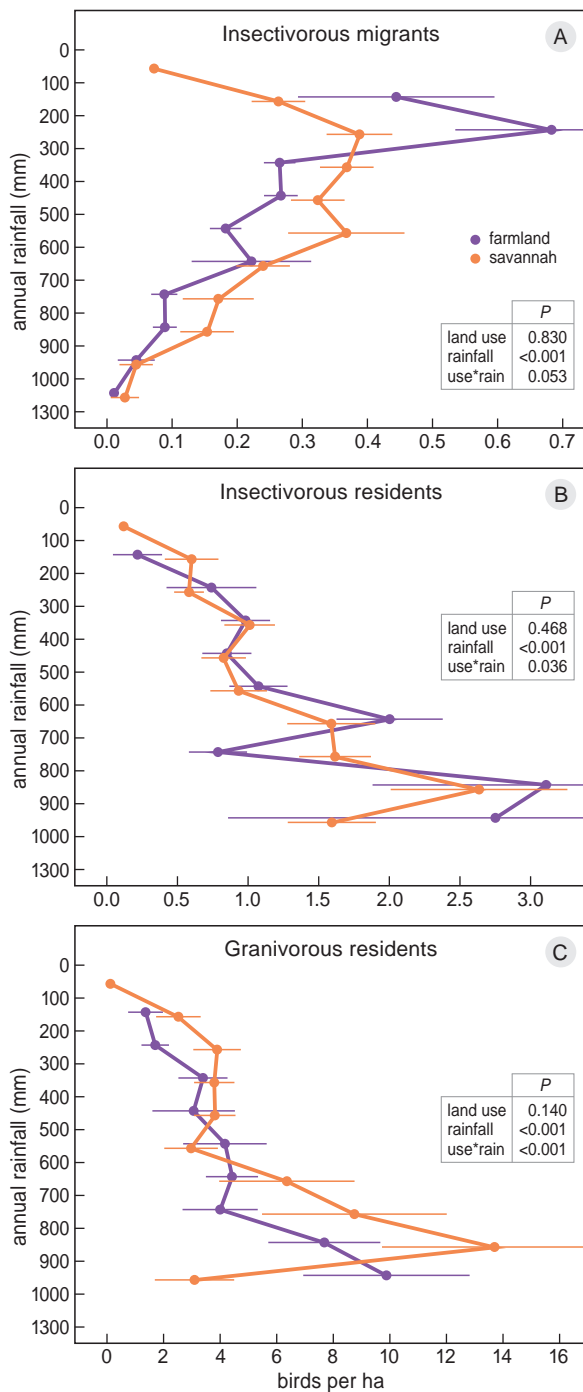 Insectivorous migrants
A
0
100
200
300
400
500
600
700
800
900
1000
1300
annual rainfall (mm)
farmland
savannah
P
land use 0.830
rainfall <0.001
use*rain 0.053
0.0 0.1 0.2 0.3 0.4 0.5 0.6 0.7
Insectivorous residents
B
0
100
200
300
400
500
600
700
800
900
1000
1300
annual rainfall (mm)
P
land use 0.468
rainfall <0.001
use*rain 0.036
0.0 0.5 1.0 1.5 2.0 2.5 3.0
Granivorous residents
C
0
100
200
300
400
500
600
700
800
900
1000
1300
annual rainfall (mm)
P
land use 0.140
rainfall <0.001
use*rain <0.001
0 2 4 6 8 10 12 14 16
birds per ha